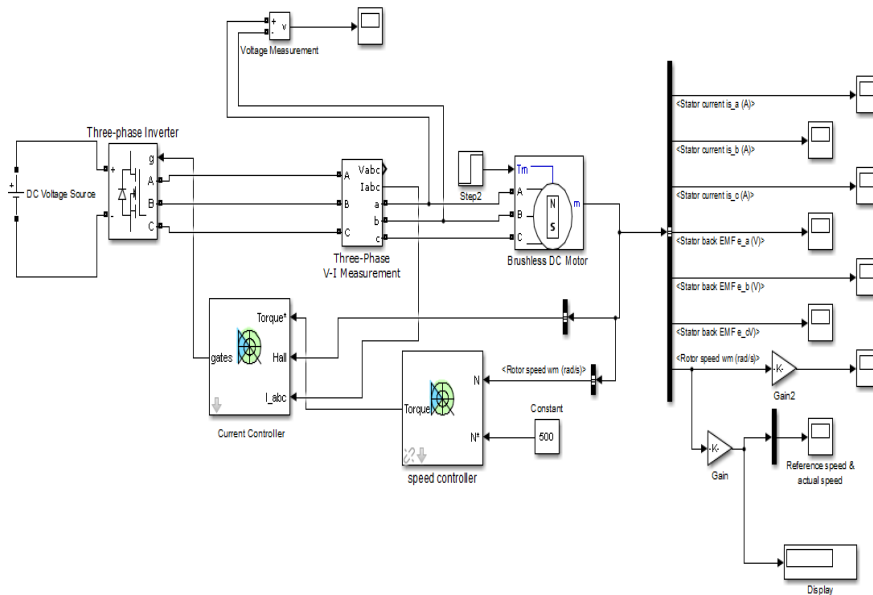 +
-
v
Voltage Measurement
Three-phase Inverter
+
-
g
A
B
C
+
DC Voltage Source
A
B
C
Vabc
Iabc
a
b
c
Three-Phase
V-I Measurement
Step2
Tm
A
B
C
N
S
m
Brushless DC Motor
<Stator current is_a (A)>
<Stator current is_b (A)>
<Stator current is_c (A)>
<Stator back EMF e_a (V)>
<Stator back EMF e_b (V)>
<Stator back EMF e_cV)>
<Rotor speed wm (rad/s)>
-K-
Gain2
-K-
Gain
Reference speed &
actual speed
Display
Torque*
gates
Hall
I_abc
Current Controller
<Rotor speed wm (rad/s)>
N
Torque
N*
speed controller
Constant
500